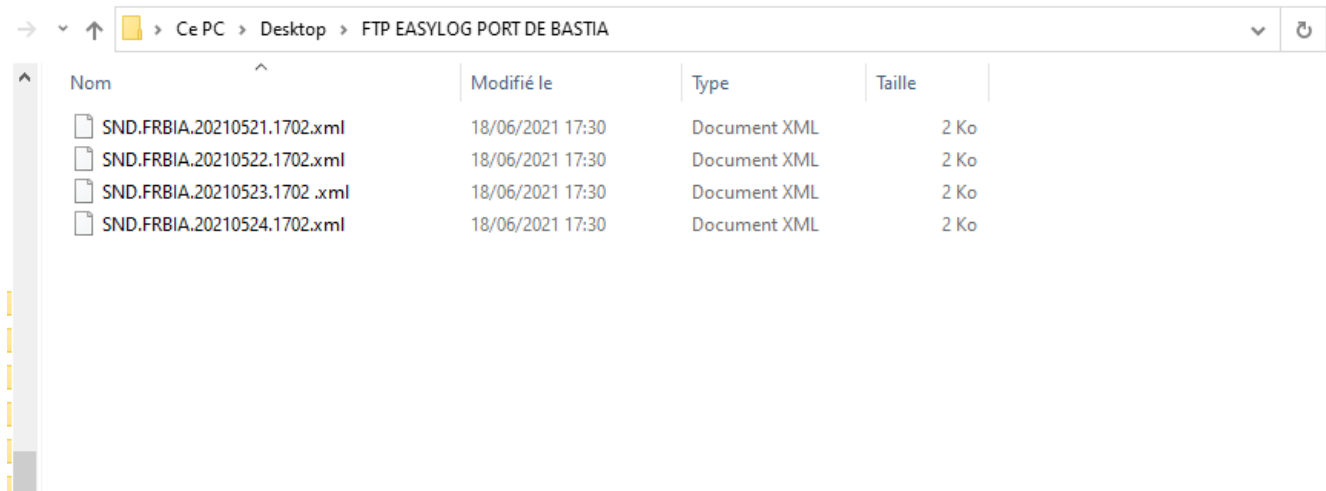 Ce PC > Desktop > FTP EASYLOG PORT DE BASTIA
Nom Modifié le Type Taille
SND.FRBIA.20210521.1702.xml 18/06/2021 17:30 Document XML 2 Ko
SND.FRBIA.20210522.1702.xml 18/06/2021 17:30 Document XML 2 Ko
SND.FRBIA.20210523.1702 .xml 18/06/2021 17:30 Document XML 2 Ko
SND.FRBIA.20210524.1702.xml 18/06/2021 17:30 Document XML 2 Ko